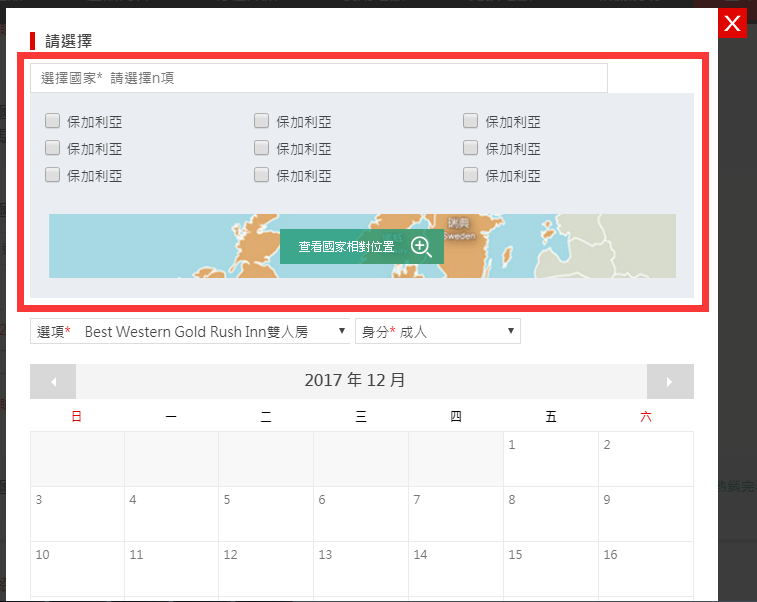 X
請選擇
選擇國家* 請選擇n項
保加利亞 保加利亞 保加利亞
保加利亞 保加利亞 保加利亞
保加利亞 保加利亞 保加利亞
瑞典
Sweden
查看國家相對位置
選項* Best Western Gold Rush Inn雙人房 身分* 成人
2017 年 12 月
日 一 二 三 四 五 六
1 2
3 4 5 6 7 8 9
10 11 12 13 14 15 16